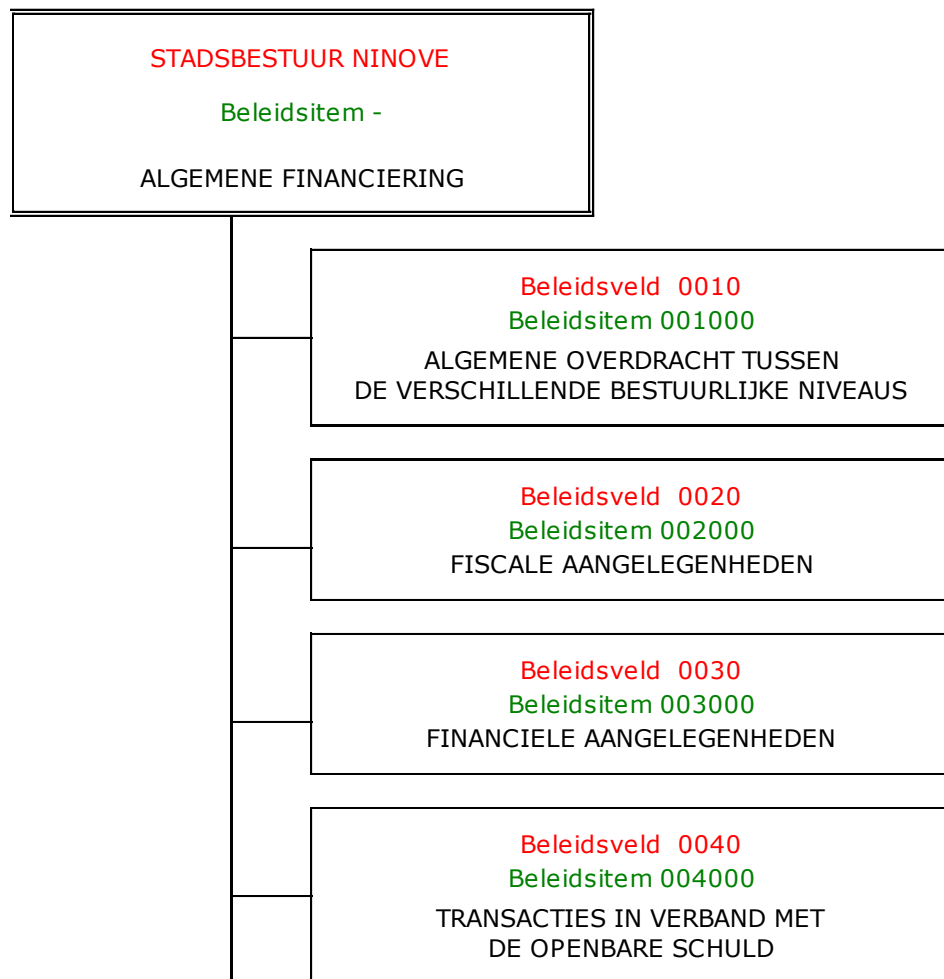 STADSBESTUUR NINOVE
Beleidsitem -
ALGEMENE FINANCIERING
Beleidsveld 0010
Beleidsitem 001000
ALGEMENE OVERDRACHT TUSSEN
DE VERSCHILLENDE BESTUURLIJKE NIVEAUS
Beleidsveld 0020
Beleidsitem 002000
FISCALE AANGELEGENHEDEN
Beleidsveld 0030
Beleidsitem 003000
FINANCIELE AANGELEGENHEDEN
Beleidsveld 0040
Beleidsitem 004000
TRANSACTIES IN VERBAND MET
DE OPENBARE SCHULD